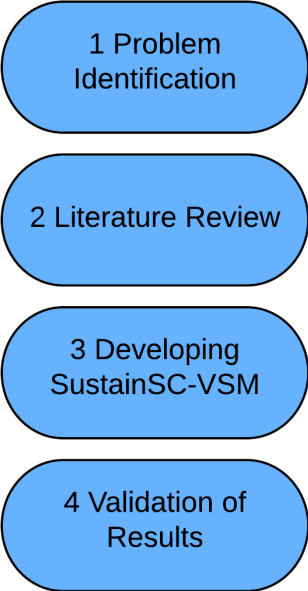 1 Problem
Identification
2 Literature Review
3 Developing
SustainSC-VSM
4 Validation of
Results